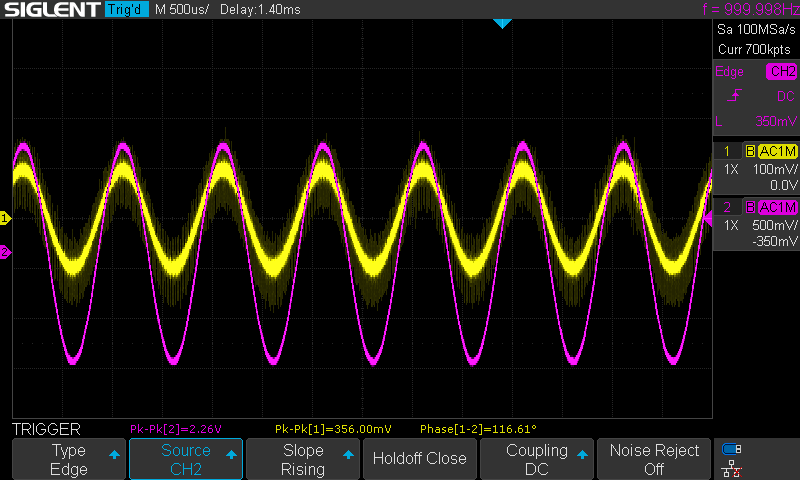 SIGLENT Trig'd M 500us/ Delay:1.40ms f = 999.998Hz
Sa 100MSa/s
Curr 700kpts
Edge CH2
DC
L 350mV
1 B AC1M
1X 100mV/
0.0V
2 B AC1M
1X 500mV/
-350mV
1
2
TRIGGER Pk-Pk[2]=2.26V Pk-Pk[1]=356.00mV Phase[1-2]=116.61°
Type
Edge
Source
CH2
Slope
Rising
Holdoff Close
Coupling
DC
Noise Reject
Off